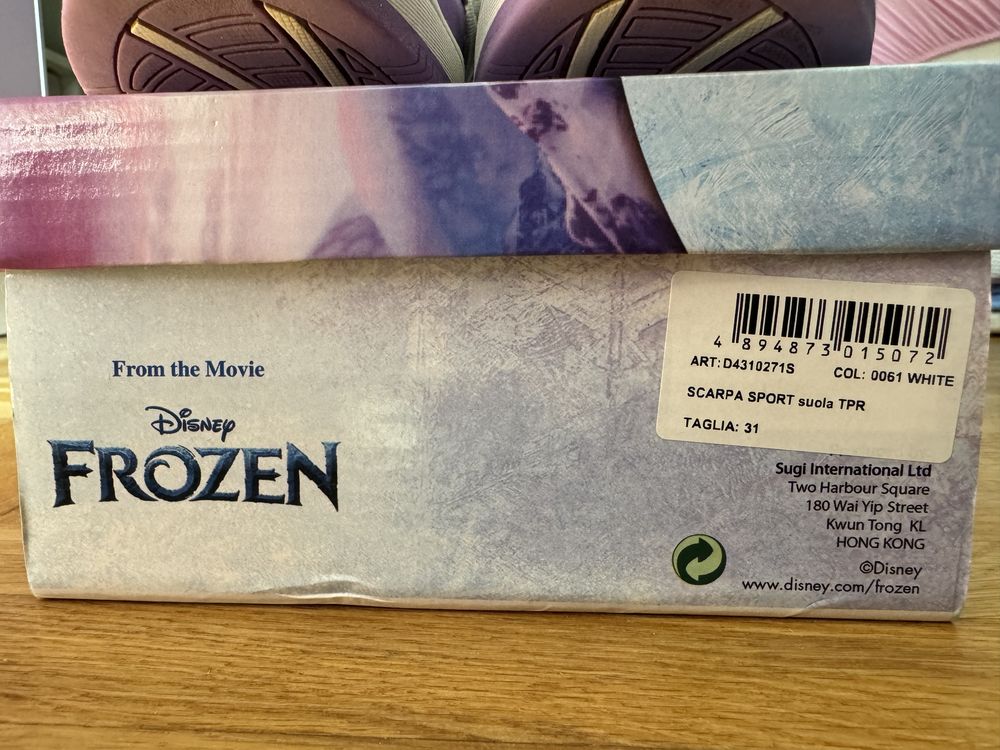 From the Movie
Disney
FROZEN
4 894873 015072
ART: D4310271S COL: 0061 WHITE
SCARPA SPORT suola TPR
TAGLIA: 31
Sugi International Ltd
Two Harbour Square
180 Wai Yip Street
Kwun Tong KL
HONG KONG
©Disney
www.disney.com/frozen